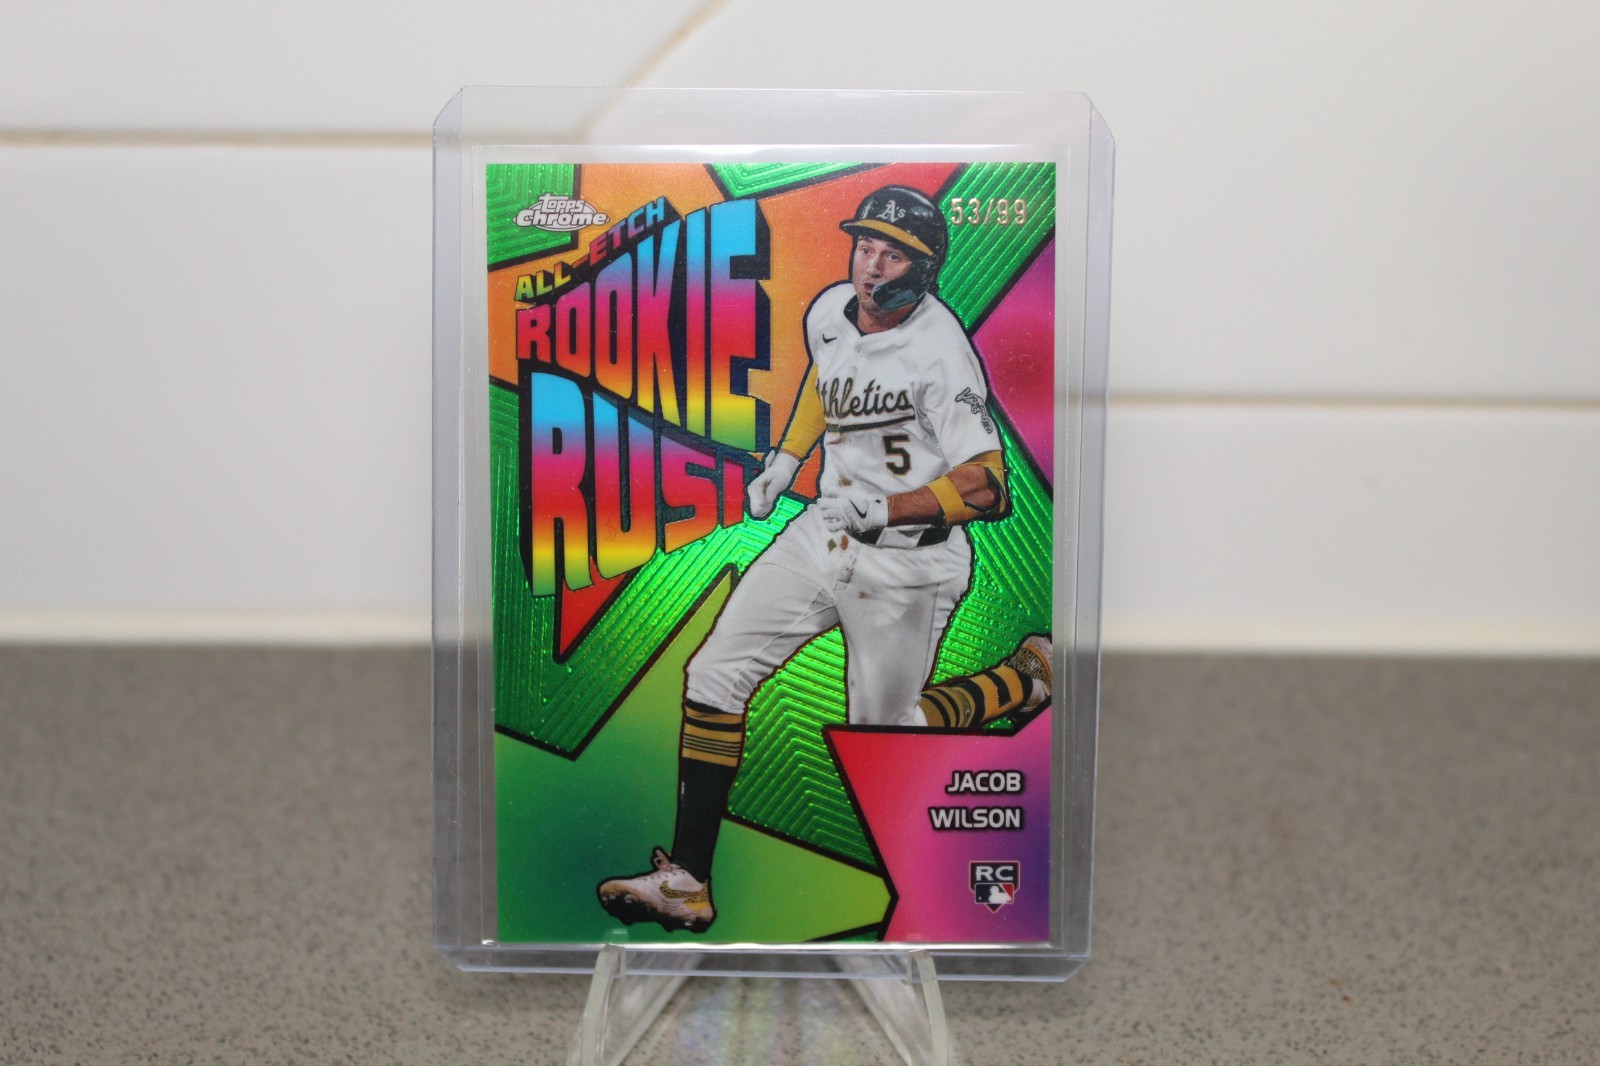 Topps
Chrome
53/99
ALL-ETCH
ROOKIE
RUSH
A's
Athletics
5
JACOB
WILSON
RC